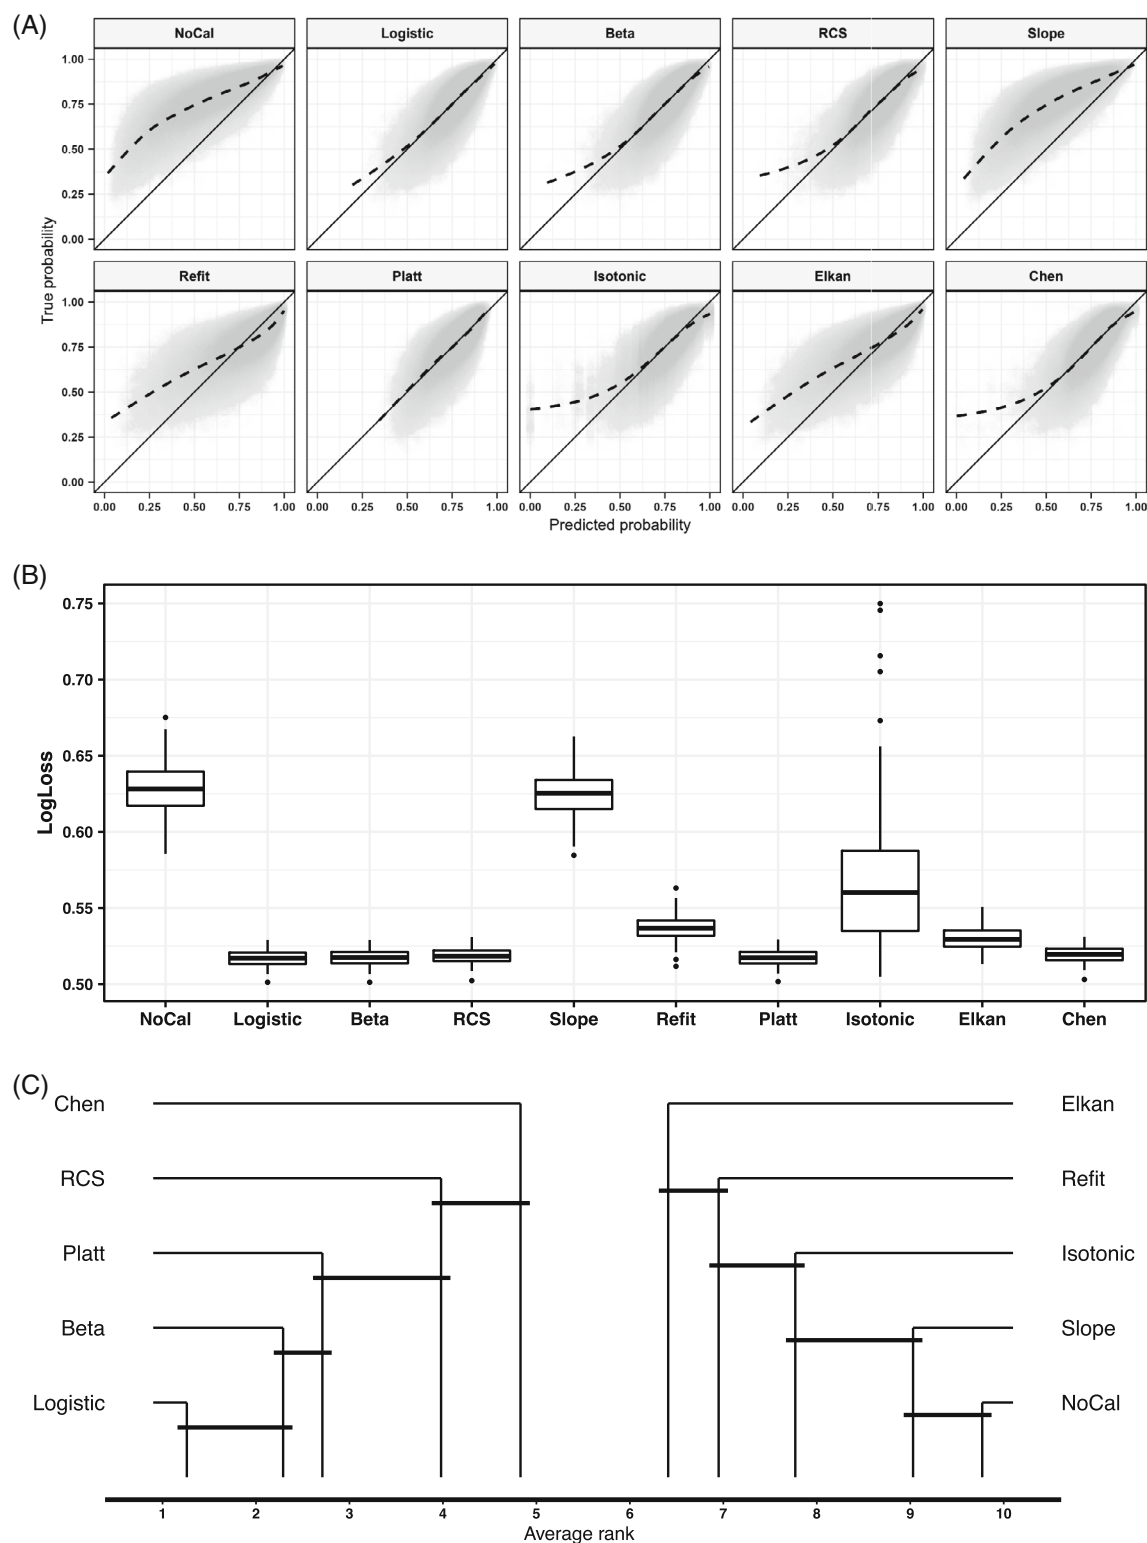 (A)
NoCal Logistic Beta RCS Slope
1.00
0.75
0.50
0.25
0.00
Refit Platt Isotonic Elkan Chen
True probability
1.00
0.75
0.50
0.25
0.00
0.00 0.25 0.50 0.75 1.00 0.00 0.25 0.50 0.75 1.00 0.00 0.25 0.50 0.75 1.00 0.00 0.25 0.50 0.75 1.00 0.00 0.25 0.50 0.75 1.00
Predicted probability
(B)
0.75
0.70
0.65
LogLoss
0.60
0.55
0.50
NoCal Logistic Beta RCS Slope Refit Platt Isotonic Elkan Chen
(C)
Chen Elkan
RCS Refit
Platt Isotonic
Beta Slope
Logistic NoCal
1 2 3 4 5 6 7 8 9 10
Average rank